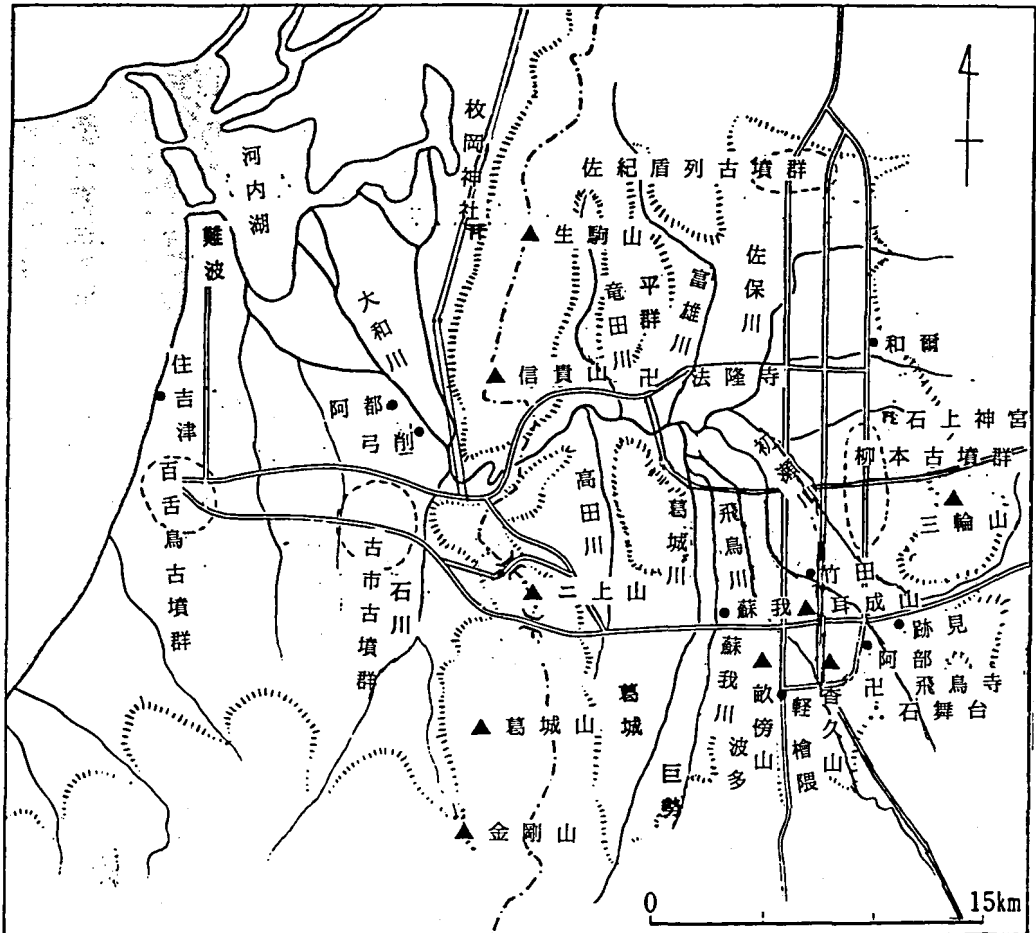 枚岡神社
河内湖
佐紀盾列古墳群
難波
生駒山
竜田川
平群
富雄川
佐保川
大和川
和爾
住吉津
信貴山
法隆寺
阿都
弓削
石上神宮
柳本古墳群
初瀬川
百舌鳥古墳群
古市古墳群
石川
高田川
葛城川
飛鳥川
三輪山
竹田
二上山
蘇我
耳成山
跡見
阿部
飛鳥寺
石舞台
蘇我川
畝傍山
軽
香久山
葛城山
葛城
波多
檜隈
巨勢
金剛山
0 15km